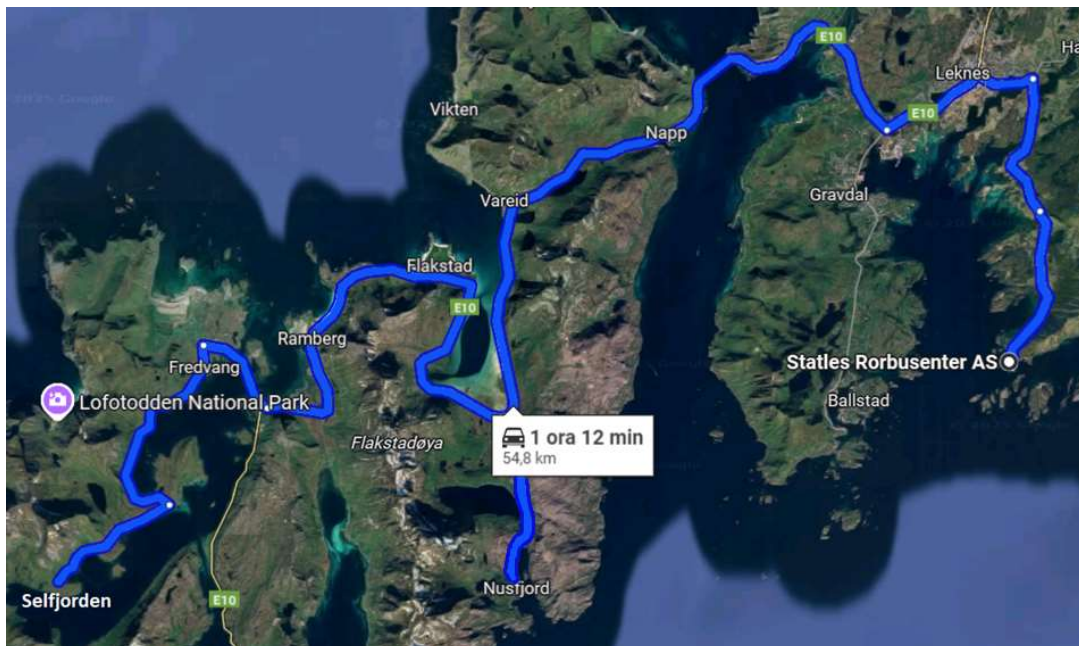 E10
Leknes
Ha
Vikten
E10
Napp
Vareid
Gravdal
Flakstad
E10
Ramberg
Statles Rorbusenter AS
Fredvang
Lofotodden National Park
Ballstad
1 ora 12 min
54,8 km
Flakstadøya
Nusfjord
Selfjorden
E10